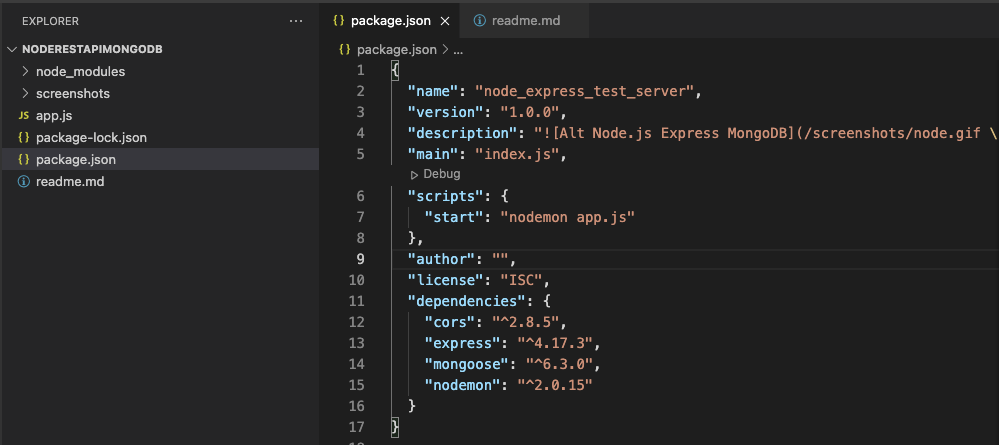 EXPLORER ...
NODERESTAPIMONGODB
node_modules
screenshots
JS app.js
{} package-lock.json
{} package.json
readme.md
{} package.json ×
readme.md
{} package.json > ...
1 {
2 "name": "node_express_test_server",
3 "version": "1.0.0",
4 "description": "![Alt Node.js Express MongoDB](/screenshots/node.gif \
5 "main": "index.js",
Debug
6 "scripts": {
7 "start": "nodemon app.js"
8 },
9 "author": "",
10 "license": "ISC",
11 "dependencies": {
12 "cors": "^2.8.5",
13 "express": "^4.17.3",
14 "mongoose": "^6.3.0",
15 "nodemon": "^2.0.15"
16 }
17 }